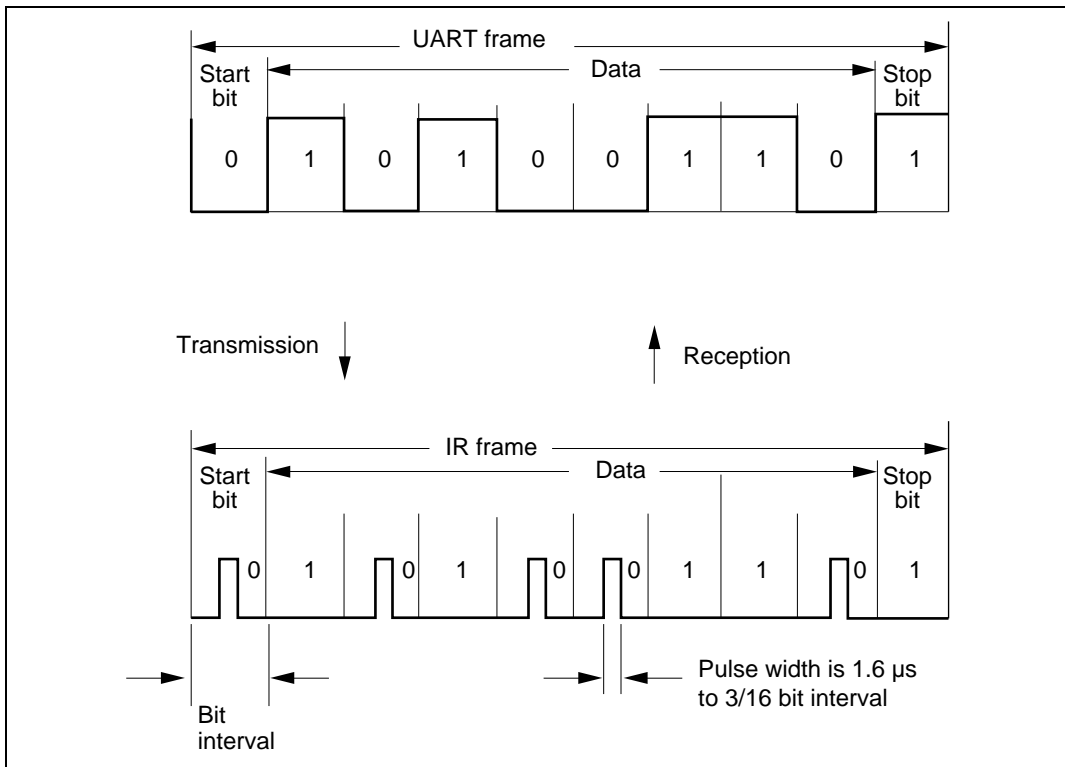 UART frame
Start
bit
Data
Stop
bit
0 1 0 1 0 0 1 1 0 1
Transmission
Reception
IR frame
Start
bit
Data
Stop
bit
0 1 0 1 0 0 1 1 0 1
Bit
interval
Pulse width is 1.6 μs
to 3/16 bit interval